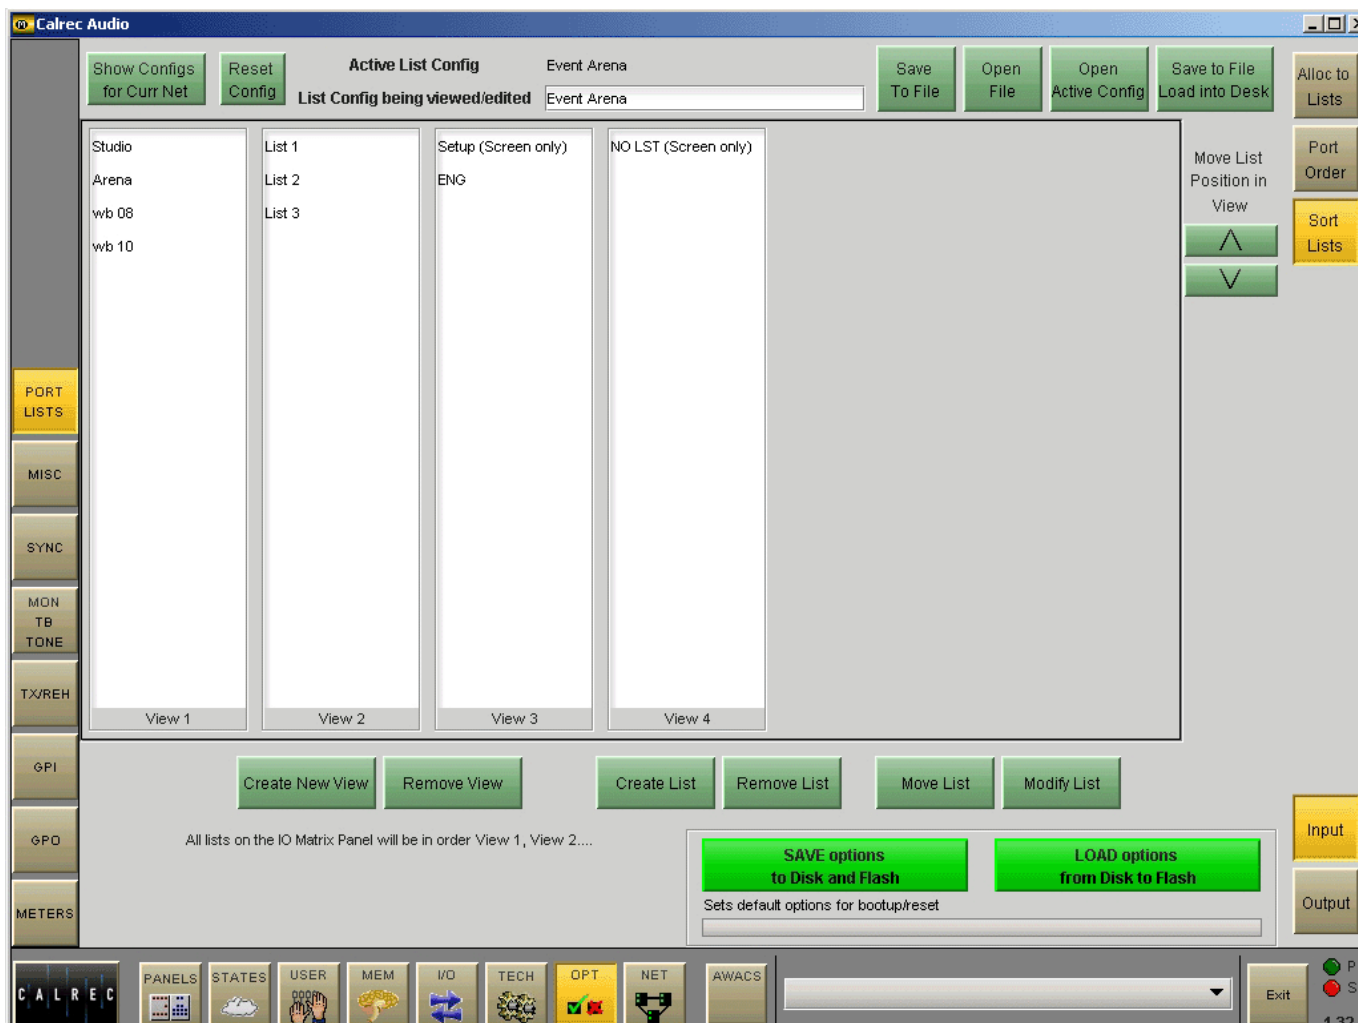 Calrec Audio
Show Configs
for Curr Net
Reset
Config
Active List Config
Event Arena
List Config being viewed/edited
Event Arena
Save
To File
Open
File
Open
Active Config
Save to File
Load into Desk
Alloc to
Lists
Port
Order
Sort
Lists
Studio
Arena
wb 08
wb 10
View 1
List 1
List 2
List 3
View 2
Setup (Screen only)
ENG
View 3
NO LST (Screen only)
View 4
Move List
Position in
View
PORT
LISTS
MISC
SYNC
MON
TB
TONE
TX/REH
GPI
GPO
METERS
Create New View
Remove View
Create List
Remove List
Move List
Modify List
All lists on the IO Matrix Panel will be in order View 1, View 2....
SAVE options
to Disk and Flash
LOAD options
from Disk to Flash
Sets default options for bootup/reset
Input
Output
CALREC
PANELS
STATES
USER
MEM
I/O
TECH
OPT
NET
AWACS
Exit
P
S